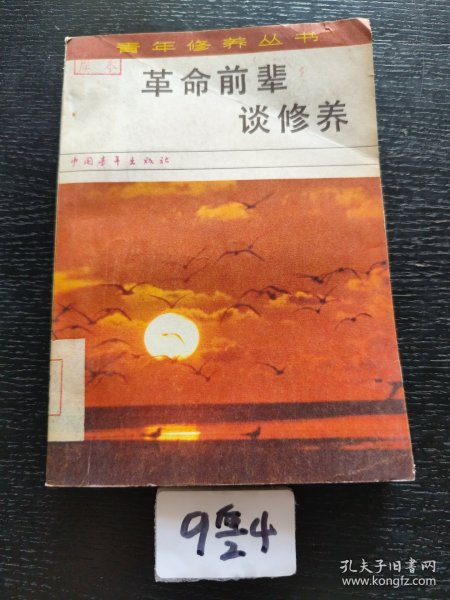 青年修养丛书
革命前辈
谈修养
中国青年出版社
孔夫子旧书网
www.kongfz.com